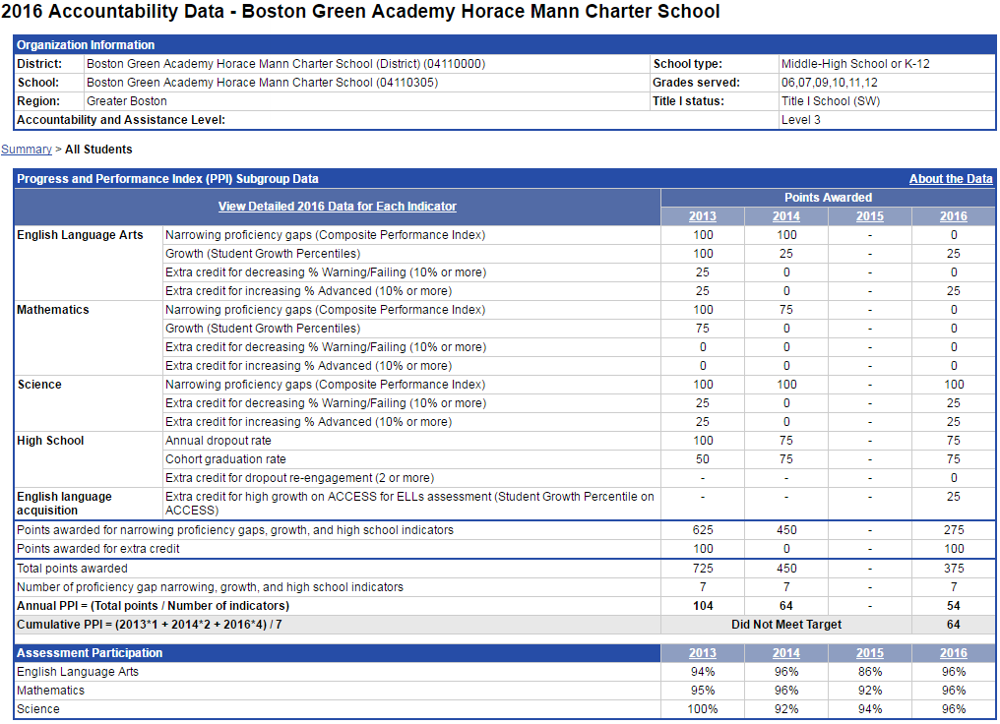 2016 Accountability Data - Boston Green Academy Horace Mann Charter School
Organization Information
District: Boston Green Academy Horace Mann Charter School (District) (04110000) School type: Middle-High School or K-12
School: Boston Green Academy Horace Mann Charter School (04110305) Grades served: 06,07,09,10,11,12
Region: Greater Boston Title I status: Title I School (SW)
Accountability and Assistance Level: Level 3
Summary > All Students
Progress and Performance Index (PPI) Subgroup Data About the Data
View Detailed 2016 Data for Each Indicator Points Awarded
2013 2014 2015 2016
English Language Arts Narrowing proficiency gaps (Composite Performance Index) 100 100 - 0
Growth (Student Growth Percentiles) 100 25 - 25
Extra credit for decreasing % Warning/Failing (10% or more) 25 0 - 0
Extra credit for increasing % Advanced (10% or more) 25 0 - 25
Mathematics Narrowing proficiency gaps (Composite Performance Index) 100 75 - 0
Growth (Student Growth Percentiles) 75 0 - 0
Extra credit for decreasing % Warning/Failing (10% or more) 0 0 - 0
Extra credit for increasing % Advanced (10% or more) 0 0 - 0
Science Narrowing proficiency gaps (Composite Performance Index) 100 100 - 100
Extra credit for decreasing % Warning/Failing (10% or more) 25 0 - 25
Extra credit for increasing % Advanced (10% or more) 25 0 - 25
High School Annual dropout rate 100 75 - 75
Cohort graduation rate 50 75 - 75
Extra credit for dropout re-engagement (2 or more) - - - 0
English language acquisition Extra credit for high growth on ACCESS for ELLs assessment (Student Growth Percentile on ACCESS) - - - 25
Points awarded for narrowing proficiency gaps, growth, and high school indicators 625 450 - 275
Points awarded for extra credit 100 0 - 100
Total points awarded 725 450 - 375
Number of proficiency gap narrowing, growth, and high school indicators 7 7 - 7
Annual PPI = (Total points / Number of indicators) 104 64 - 54
Cumulative PPI = (2013*1 + 2014*2 + 2016*4) / 7 Did Not Meet Target 64
Assessment Participation 2013 2014 2015 2016
English Language Arts 94% 96% 86% 96%
Mathematics 95% 96% 92% 96%
Science 100% 92% 94% 96%